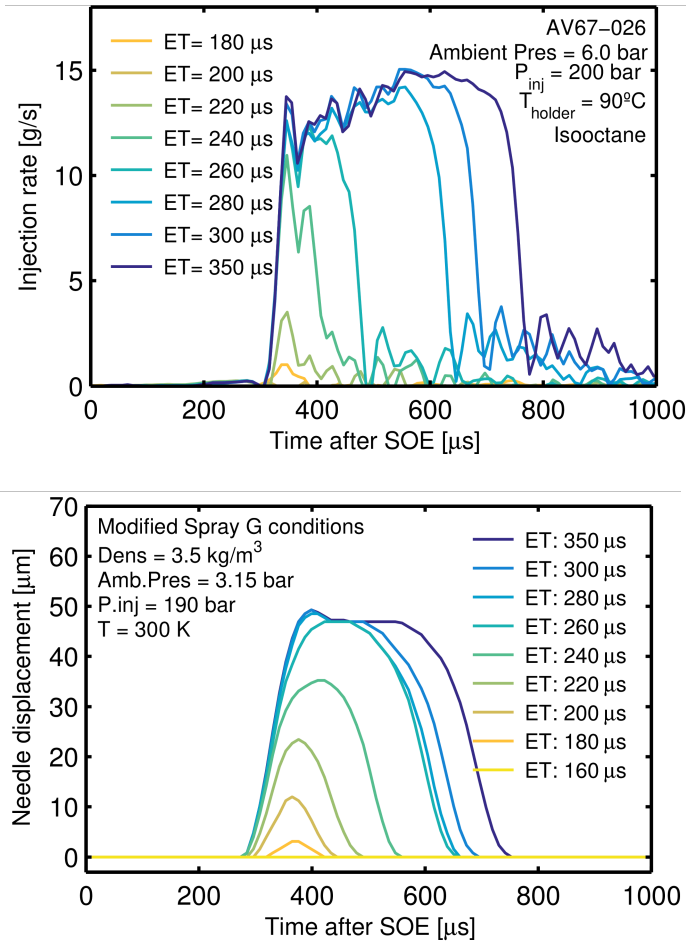 AV67−026
Ambient Pres = 6.0 bar
P_inj = 200 bar
T_holder = 90ºC
Isooctane
ET= 180 µs
ET= 200 µs
ET= 220 µs
ET= 240 µs
ET= 260 µs
ET= 280 µs
ET= 300 µs
ET= 350 µs
Injection rate [g/s]
15
10
5
0
0 200 400 600 800 1000
Time after SOE [µs]
Modified Spray G conditions
Dens = 3.5 kg/m³
Amb.Pres = 3.15 bar
P.inj = 190 bar
T = 300 K
ET: 350 µs
ET: 300 µs
ET: 280 µs
ET: 260 µs
ET: 240 µs
ET: 220 µs
ET: 200 µs
ET: 180 µs
ET: 160 µs
Needle displacement [µm]
70
60
50
40
30
20
10
0
0 200 400 600 800 1000
Time after SOE [µs]